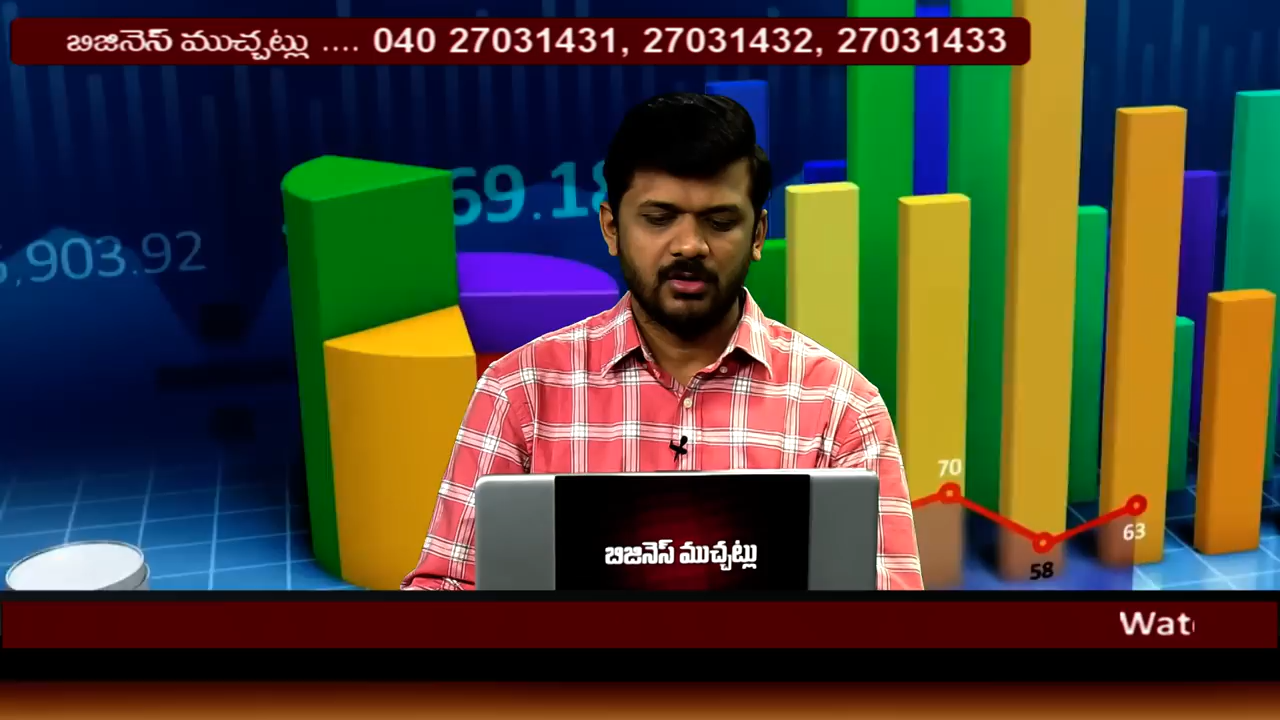 బిజినెస్ ముచ్చట్లు .... 040 27031431, 27031432, 27031433
69.18
5,903.92
70
63
58
బిజినెస్ ముచ్చట్లు
Wat